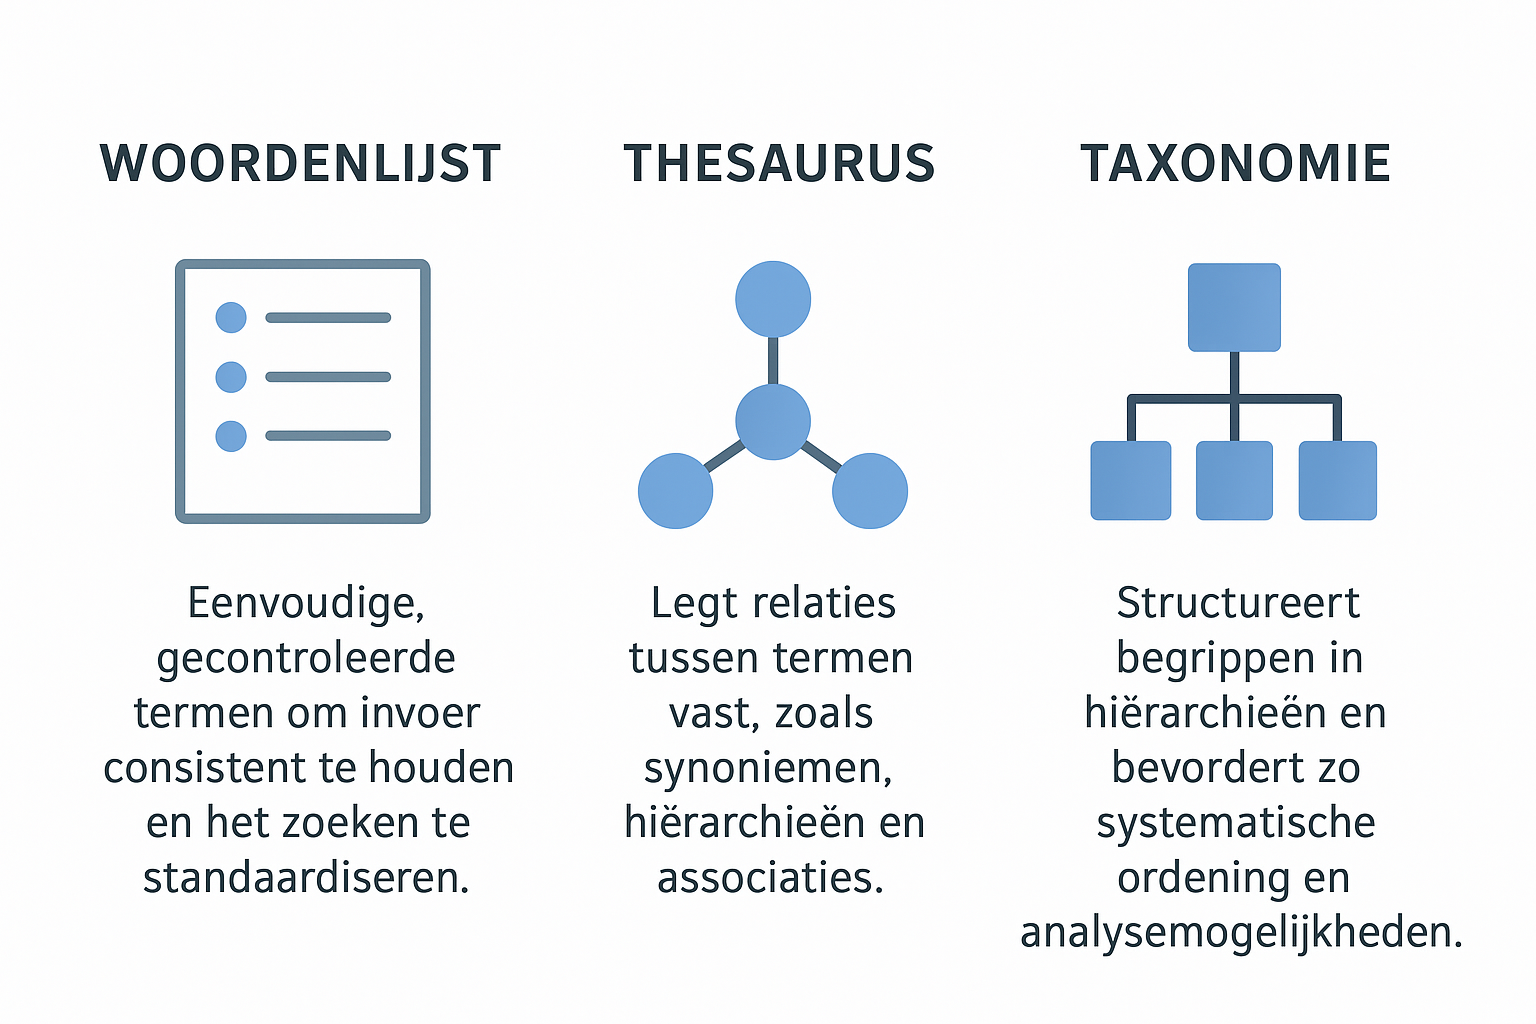 WOORDENLIJST
Eenvoudige,
gecontroleerde
termen om invoer
consistent te houden
en het zoeken te
standaardiseren.
THESAURUS
Legt relaties
tussen termen
vast, zoals
synoniemen,
hiërarchieën en
associaties.
TAXONOMIE
Structureert
begrippen in
hiërarchieën en
bevordert zo
systematische
ordening en
analysemogelijkheden.